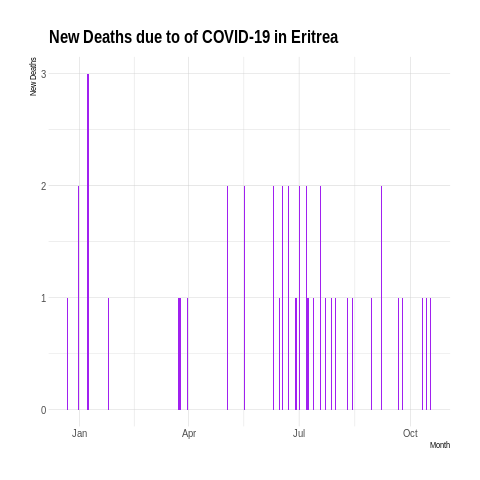 New Deaths due to of COVID-19 in Eritrea
New Deaths
3
2
1
0
Jan Apr Jul Oct
Month